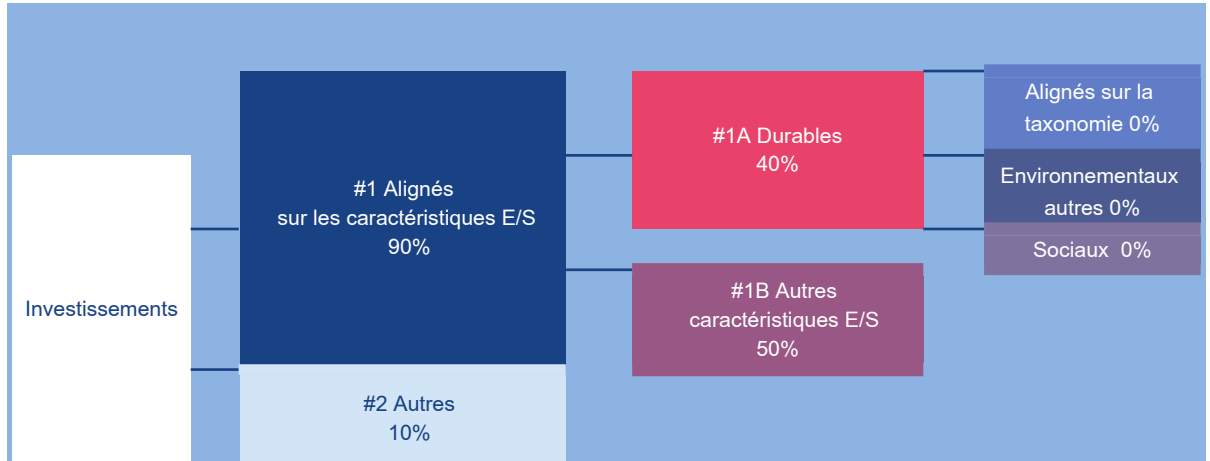 Investissements
#1 Alignés
sur les caractéristiques E/S
90%
#2 Autres
10%
#1A Durables
40%
#1B Autres
caractéristiques E/S
50%
Alignés sur la
taxonomie 0%
Environnementaux
autres 0%
Sociaux 0%